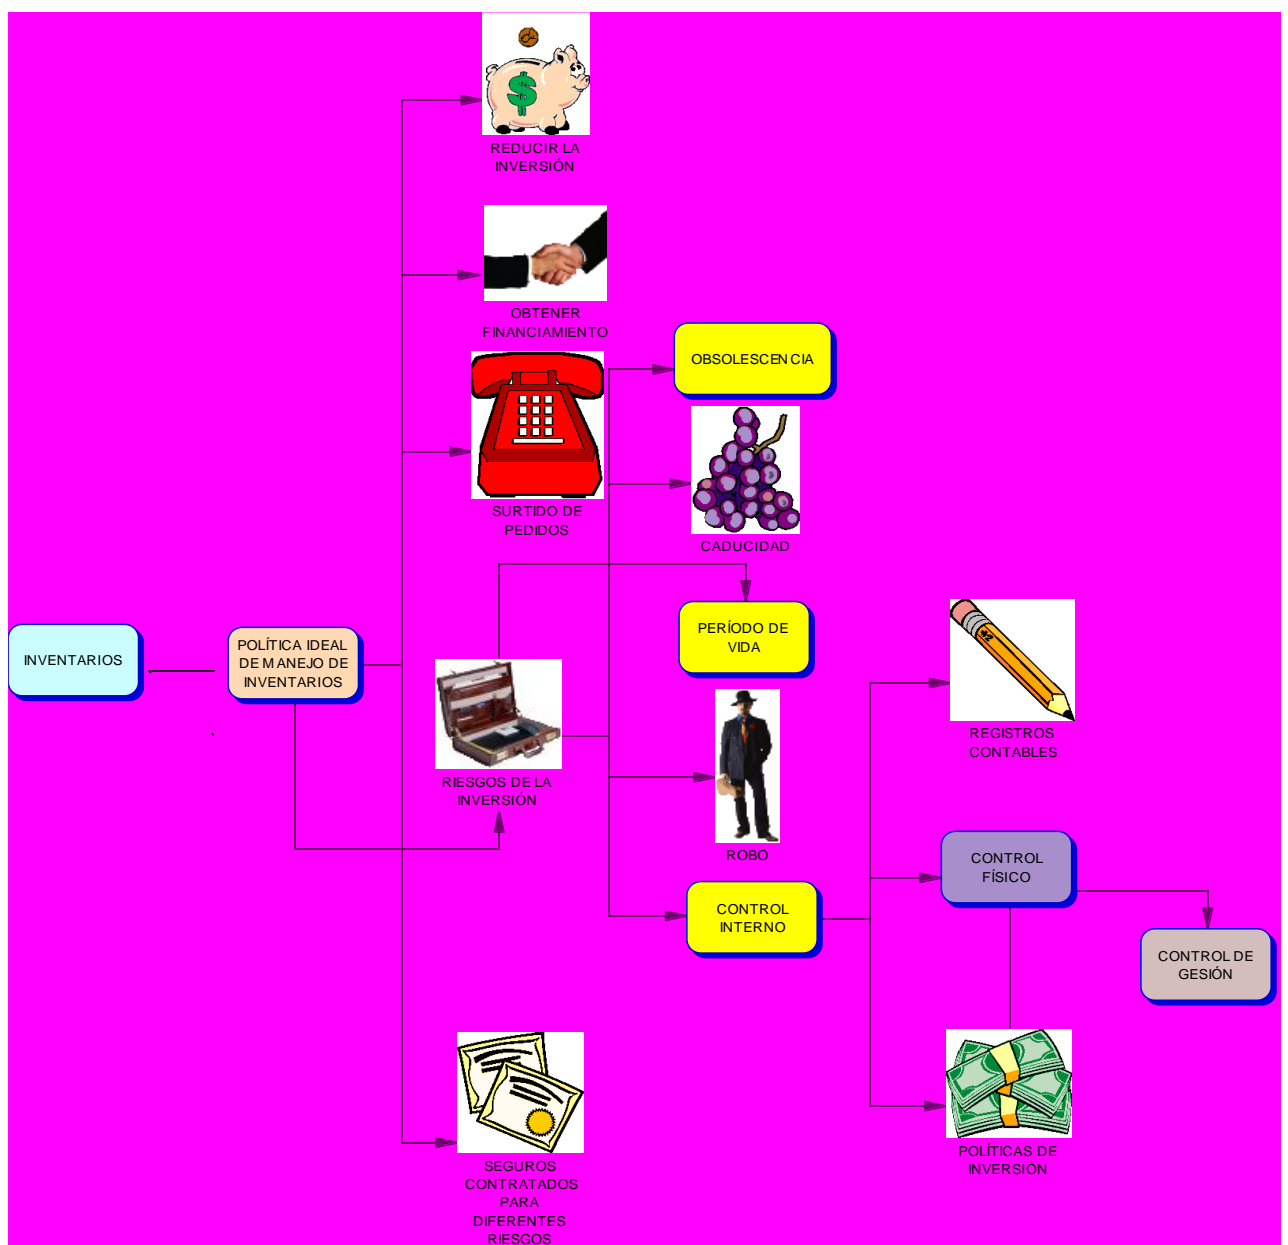 REDUCIR LA
INVERSIÓN
OBTENER
FINANCIAMIENTO
OBSOLESCENCIA
SURTIDO DE
PEDIDOS
CADUCIDAD
INVENTARIOS
POLÍTICA IDEAL
DE MANEJO DE
INVENTARIOS
PERÍODO DE
VIDA
RIESGOS DE LA
INVERSIÓN
REGISTROS
CONTABLES
ROBO
CONTROL
FÍSICO
CONTROL
INTERNO
CONTROL DE
GESIÓN
POLÍTICAS DE
INVERSIÓN
SEGUROS
CONTRATADOS
PARA
DIFERENTES
RIESGOS